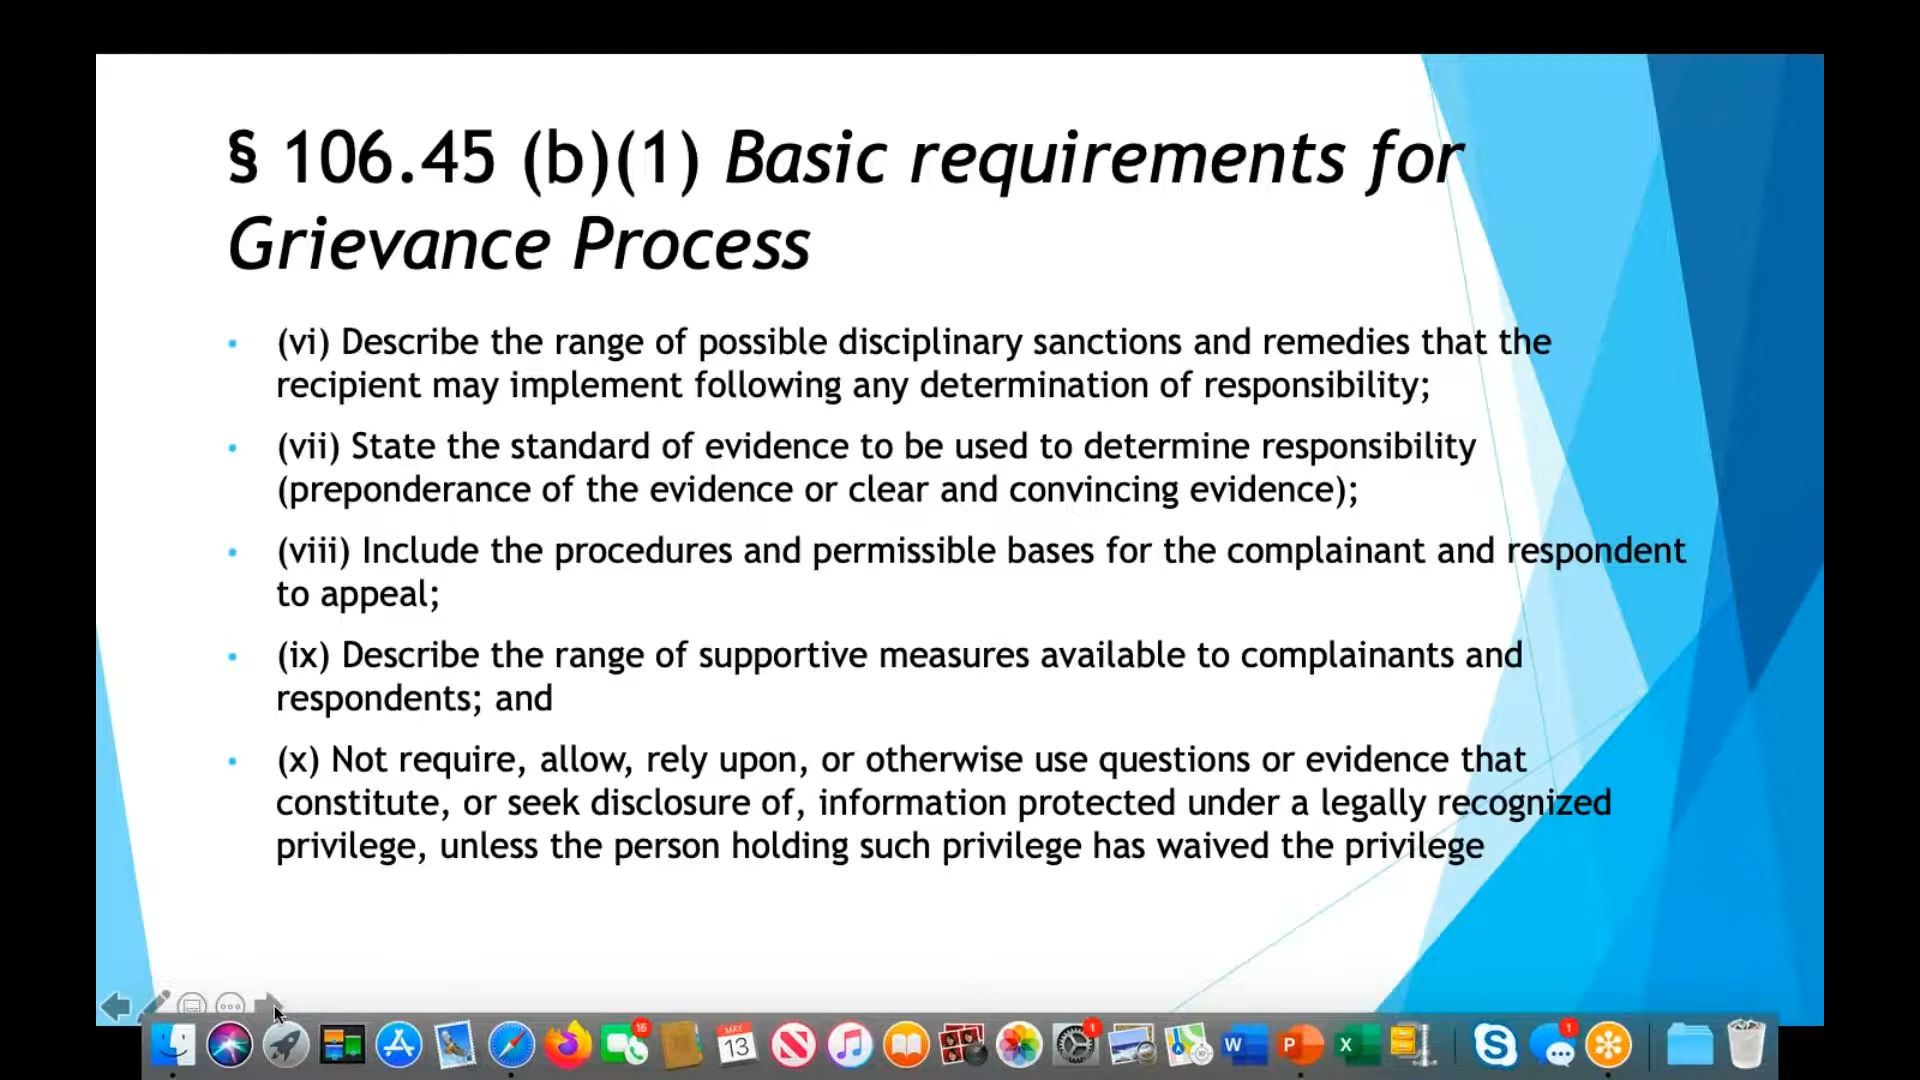 § 106.45 (b)(1) Basic requirements for
Grievance Process
• (vi) Describe the range of possible disciplinary sanctions and remedies that the
recipient may implement following any determination of responsibility;
• (vii) State the standard of evidence to be used to determine responsibility
(preponderance of the evidence or clear and convincing evidence);
• (viii) Include the procedures and permissible bases for the complainant and respondent
to appeal;
• (ix) Describe the range of supportive measures available to complainants and
respondents; and
• (x) Not require, allow, rely upon, or otherwise use questions or evidence that
constitute, or seek disclosure of, information protected under a legally recognized
privilege, unless the person holding such privilege has waived the privilege
16
MAY
13
1
W
P
X
S
1